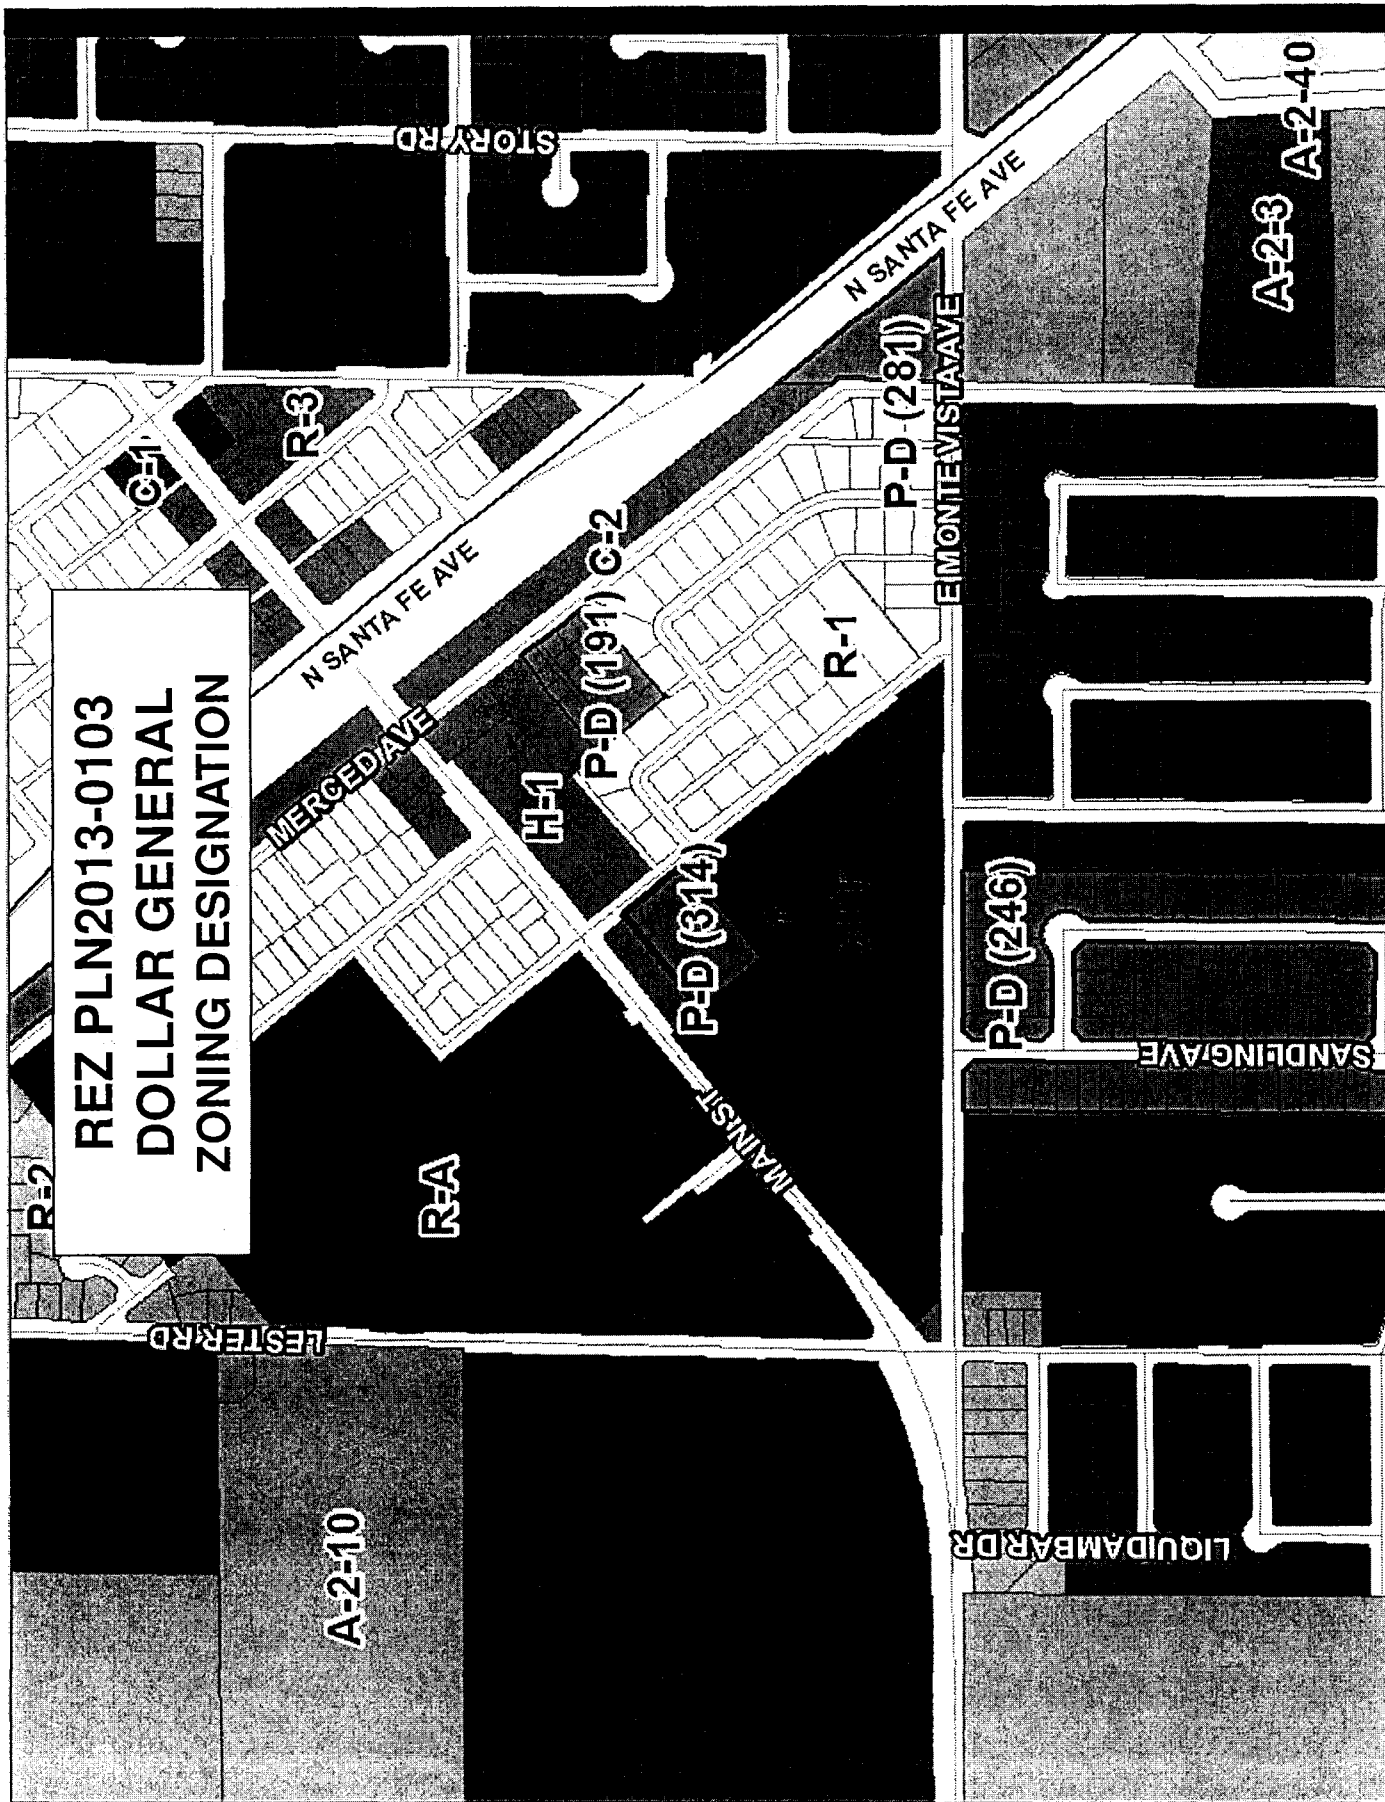 REZ PLN2013-0103
DOLLAR GENERAL
ZONING DESIGNATION
R-2
LESTER RD
A-2-10
R-A
MERCED AVE
N SANTA FE AVE
C-1
R-3
STORY RD
H-1
P-D (191)
C-2
N SANTA FE AVE
P-D (314)
MAIN ST
R-1
P-D (281)
E MONTE VISTA AVE
P-D (246)
SANDLING AVE
LIQUIDAMBAR DR
A-2-3
A-2-40